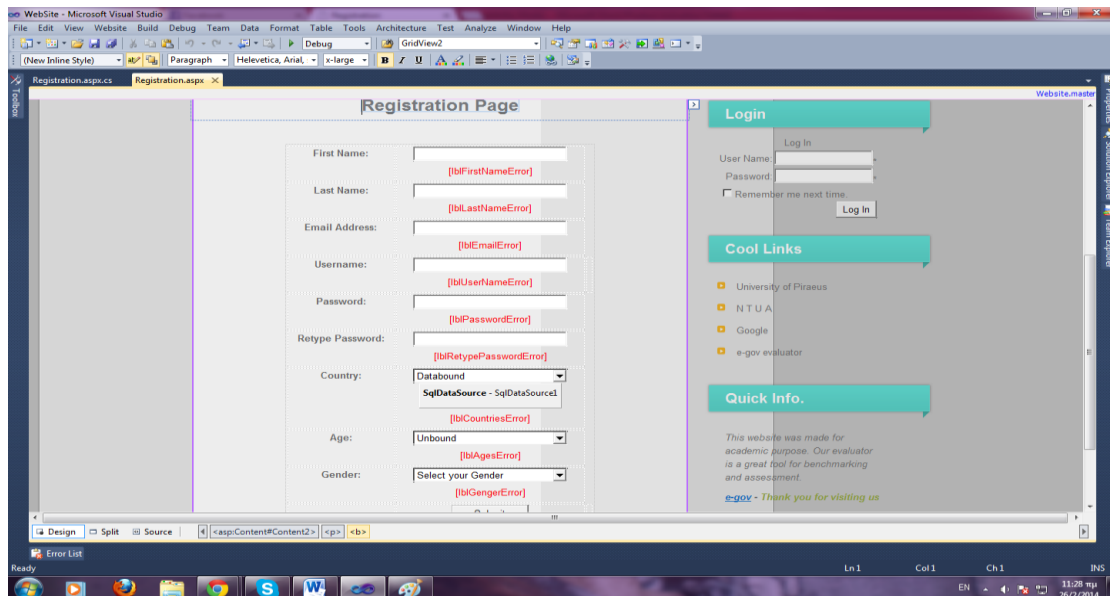 WebSite - Microsoft Visual Studio
File Edit View Website Build Debug Team Data Format Table Tools Architecture Test Analyze Window Help
Debug GridView2
(New Inline Style) Paragraph Helvetica, Arial, x-large B I U A
Registration.aspx.cs Registration.aspx X
Website.master
Toolbox
Properties
Solution Explorer
Team Explorer
Registration Page
First Name:
[lblFirstNameError]
Last Name:
[lblLastNameError]
Email Address:
[lblEmailError]
Username:
[lblUserNameError]
Password:
[lblPasswordError]
Retype Password:
[lblRetypePasswordError]
Country: Databound
SqlDataSource - SqlDataSource1
[lblCountriesError]
Age: Unbound
[lblAgesError]
Gender: Select your Gender
[lblGengerError]
Login
Log In
User Name: *
Password: *
Remember me next time.
Log In
Cool Links
University of Piraeus
N T U A
Google
e-gov evaluator
Quick Info.
This website was made for
academic purpose. Our evaluator
is a great tool for benchmarking
and assessment.
e-gov - Thank you for visiting us
Design Split Source <asp:Content#Content2> <p> <b>
Error List
Ready Ln 1 Col 1 Ch 1 INS
EN 11:28 πμ
26/2/2014